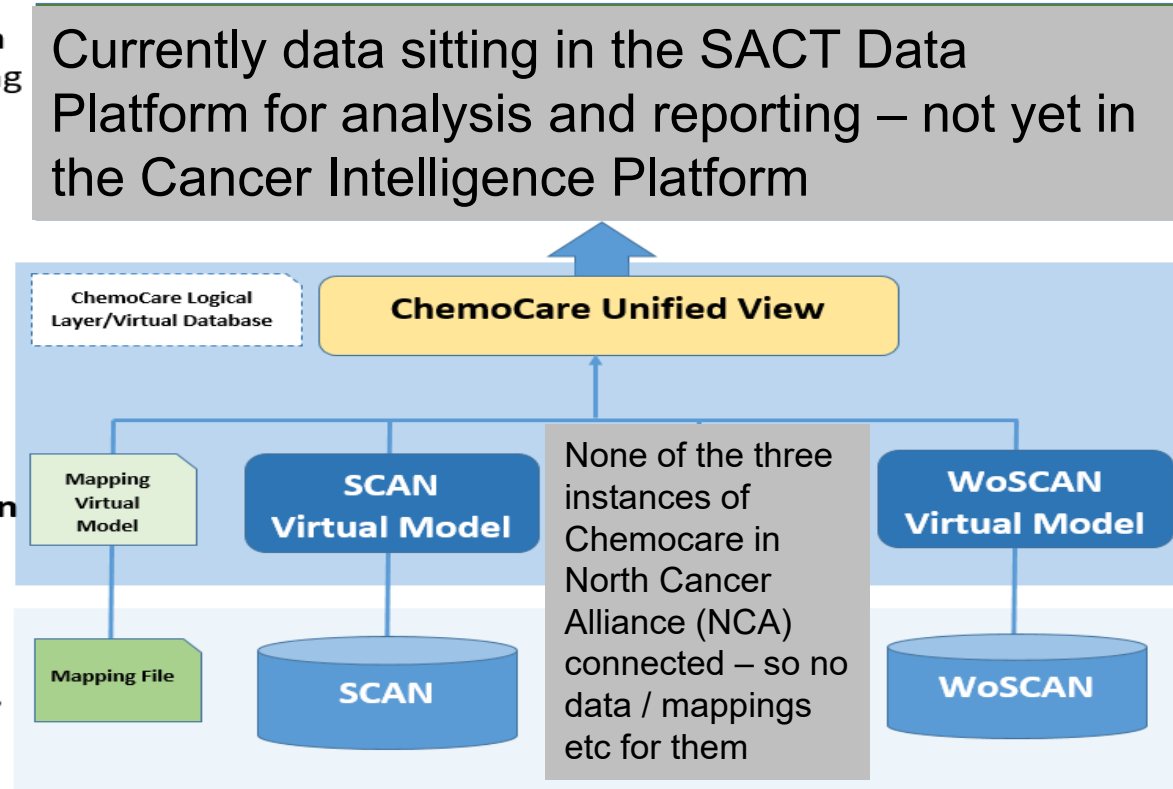 Currently data sitting in the SACT Data
Platform for analysis and reporting – not yet in
the Cancer Intelligence Platform
ChemoCare Logical
Layer/Virtual Database
ChemoCare Unified View
Mapping
Virtual
Model
SCAN
Virtual Model
None of the three
instances of
Chemocare in
North Cancer
Alliance (NCA)
connected – so no
data / mappings
etc for them
WoSCAN
Virtual Model
Mapping File
SCAN
WoSCAN